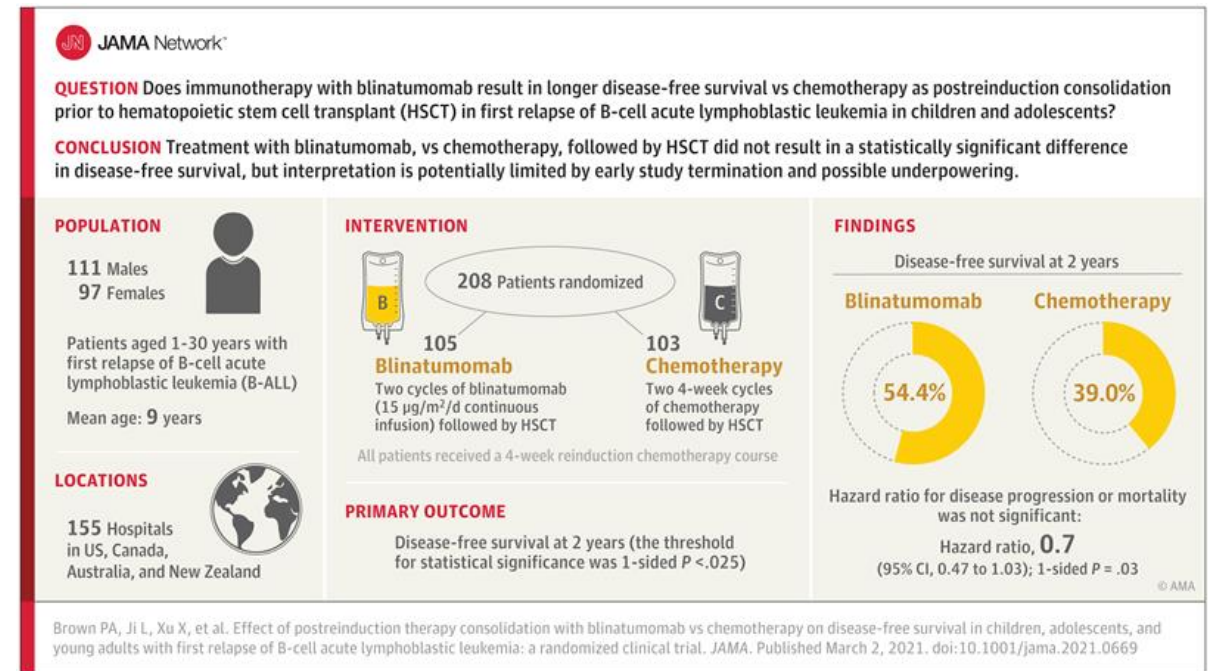 JN JAMA Network™
QUESTION Does immunotherapy with blinatumomab result in longer disease-free survival vs chemotherapy as postreinduction consolidation
prior to hematopoietic stem cell transplant (HSCT) in first relapse of B-cell acute lymphoblastic leukemia in children and adolescents?
CONCLUSION Treatment with blinatumomab, vs chemotherapy, followed by HSCT did not result in a statistically significant difference
in disease-free survival, but interpretation is potentially limited by early study termination and possible underpowering.
POPULATION
111 Males
97 Females
Patients aged 1-30 years with
first relapse of B-cell acute
lymphoblastic leukemia (B-ALL)
Mean age: 9 years
LOCATIONS
155 Hospitals
in US, Canada,
Australia, and New Zealand
INTERVENTION
208 Patients randomized
B
C
105
Blinatumomab
Two cycles of blinatumomab
(15 µg/m²/d continuous
infusion) followed by HSCT
103
Chemotherapy
Two 4-week cycles
of chemotherapy
followed by HSCT
All patients received a 4-week reinduction chemotherapy course
PRIMARY OUTCOME
Disease-free survival at 2 years (the threshold
for statistical significance was 1-sided P <.025)
FINDINGS
Disease-free survival at 2 years
Blinatumomab
Chemotherapy
54.4%
39.0%
Hazard ratio for disease progression or mortality
was not significant:
Hazard ratio, 0.7
(95% CI, 0.47 to 1.03); 1-sided P = .03
© AMA
Brown PA, Ji L, Xu X, et al. Effect of postreinduction therapy consolidation with blinatumomab vs chemotherapy on disease-free survival in children, adolescents, and
young adults with first relapse of B-cell acute lymphoblastic leukemia: a randomized clinical trial. JAMA. Published March 2, 2021. doi:10.1001/jama.2021.0669